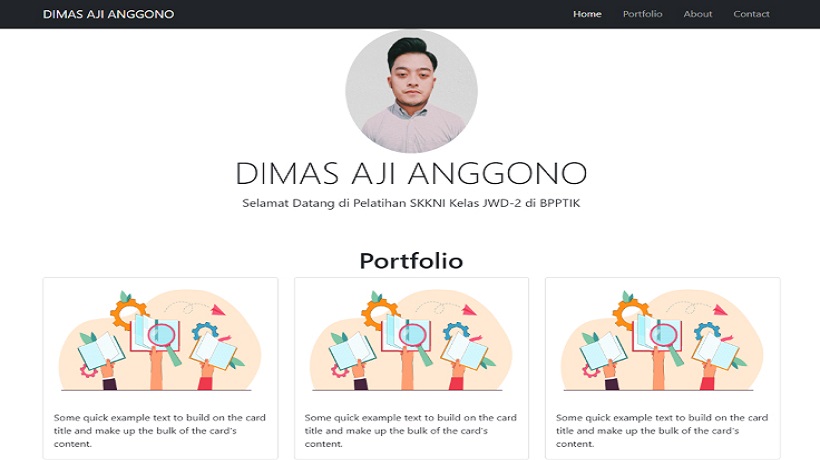 DIMAS AJI ANGGONO
Home Portfolio About Contact
DIMAS AJI ANGGONO
Selamat Datang di Pelatihan SKKNI Kelas JWD-2 di BPPTIK
Portfolio
Some quick example text to build on the card
title and make up the bulk of the card's
content.
Some quick example text to build on the card
title and make up the bulk of the card's
content.
Some quick example text to build on the card
title and make up the bulk of the card's
content.